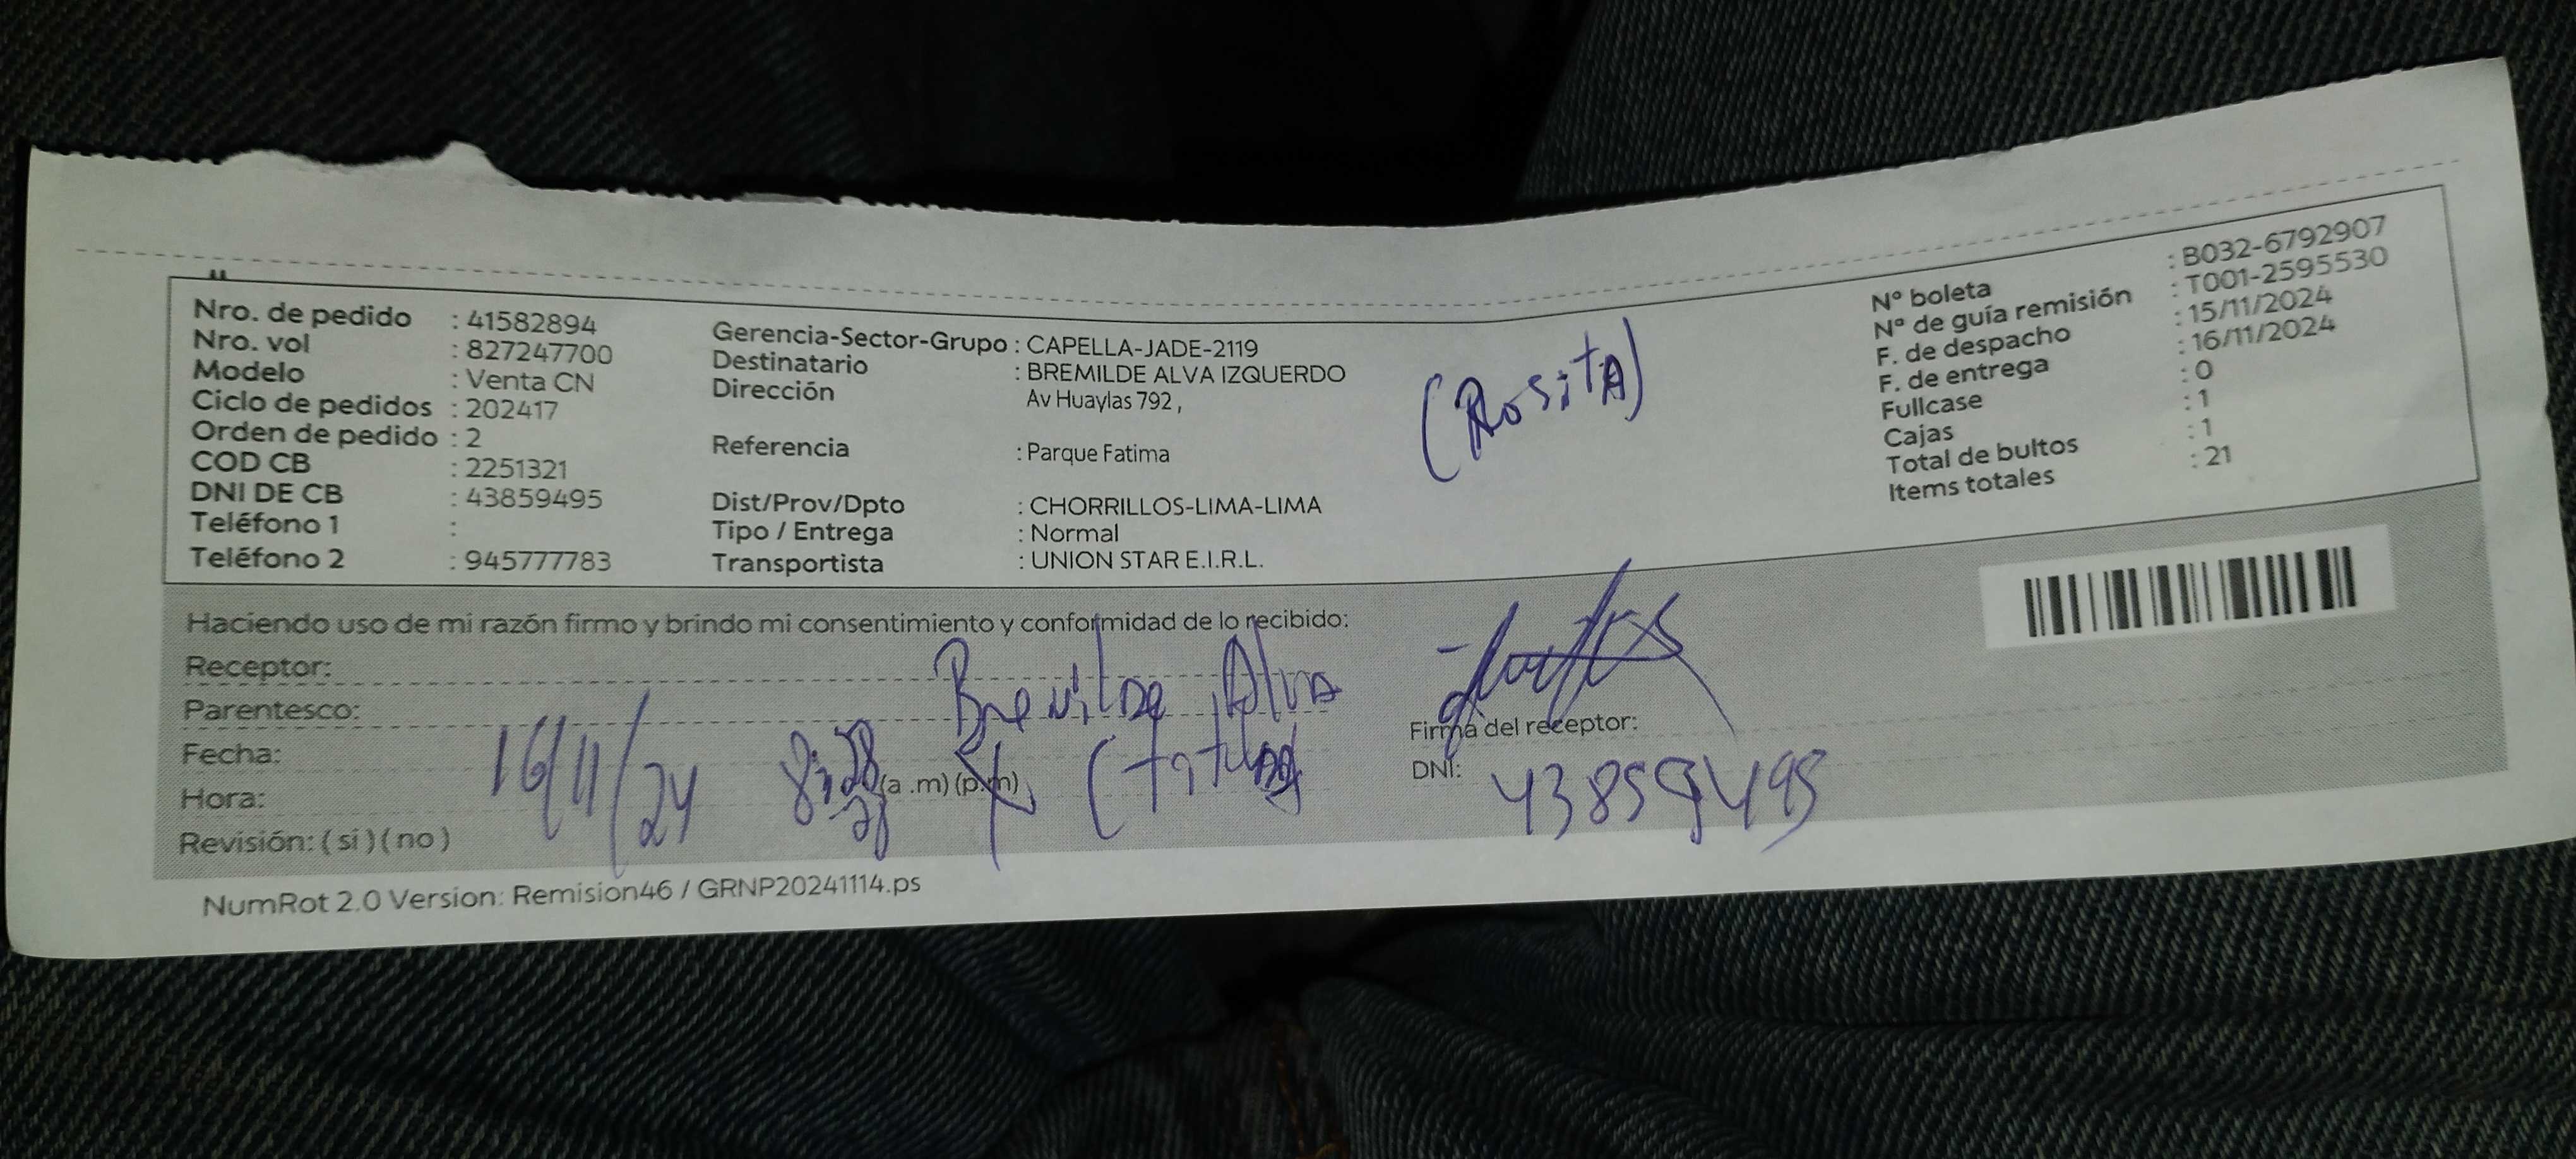 Nro. de pedido : 41582894
Nro. vol : 827247700
Modelo : Venta CN
Ciclo de pedidos : 202417
Orden de pedido : 2
COD CB : 2251321
DNI DE CB : 43859495
Teléfono 1 :
Teléfono 2 : 945777783
Gerencia-Sector-Grupo : CAPELLA-JADE-2119
Destinatario : BREMILDE ALVA IZQUERDO
Dirección Av Huaylas 792 ,
Referencia : Parque Fatima
Dist/Prov/Dpto : CHORRILLOS-LIMA-LIMA
Tipo / Entrega : Normal
Transportista : UNION STAR E.I.R.L.
(RositA)
N° boleta : B032-6792907
N° de guía remisión : T001-2595530
F. de despacho : 15/11/2024
F. de entrega : 16/11/2024
Fullcase : 0
Cajas : 1
Total de bultos : 1
Items totales : 21
Haciendo uso de mi razón firmo y brindo mi consentimiento y conformidad de lo recibido:
Receptor:
Parentesco: Bremilde Alva
Fecha: 16/11/24
Hora: 8:28 (a .m) (p.m)
Revisión: ( si ) ( no )
Firma del receptor:
DNI: 43859495
NumRot 2.0 Version: Remision46 / GRNP20241114.ps